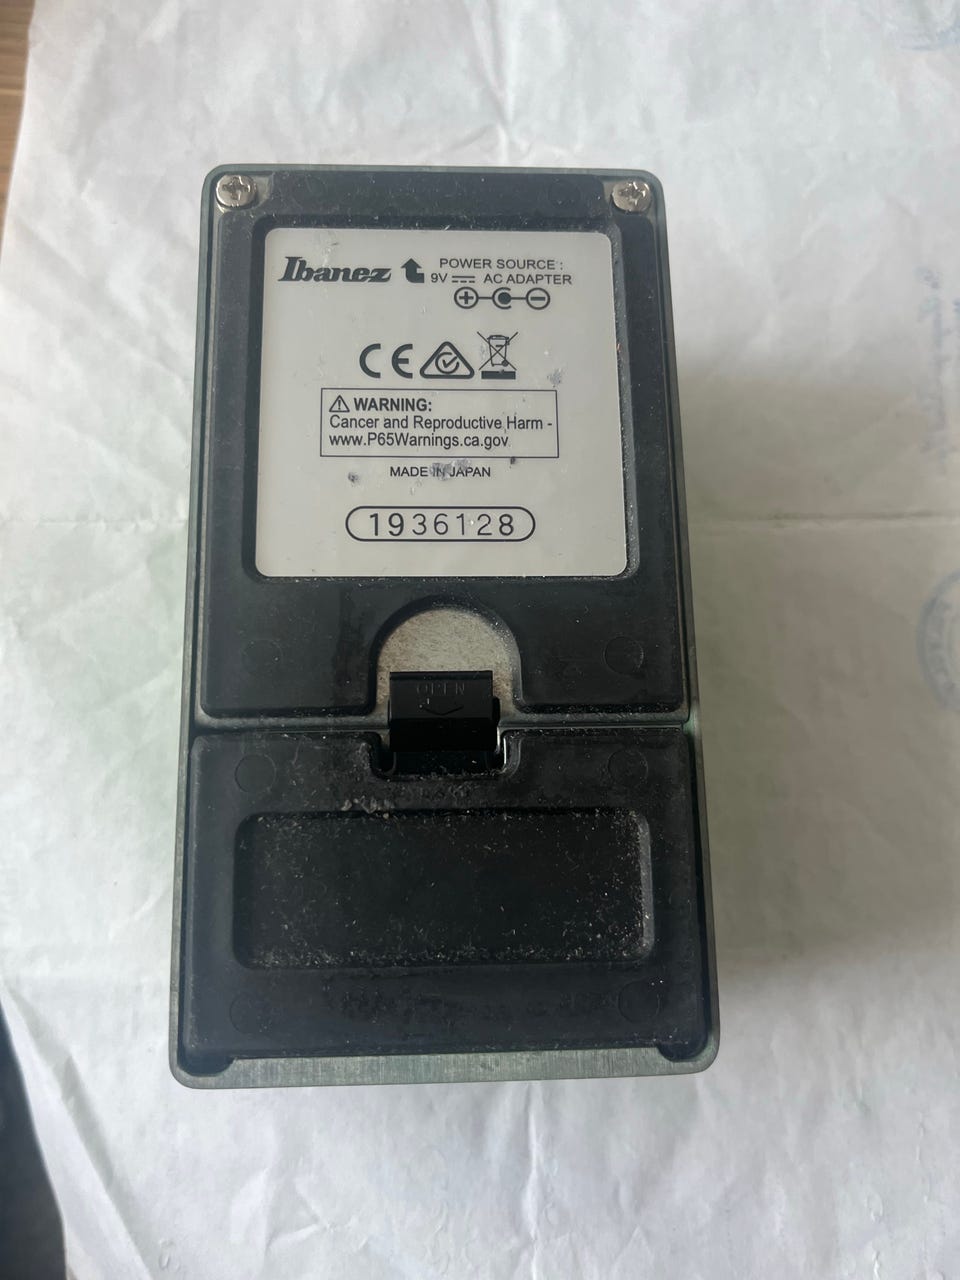 Ibanez
POWER SOURCE :
9V AC ADAPTER
CE
WARNING:
Cancer and Reproductive Harm -
www.P65Warnings.ca.gov
MADE IN JAPAN
1936128
OPEN